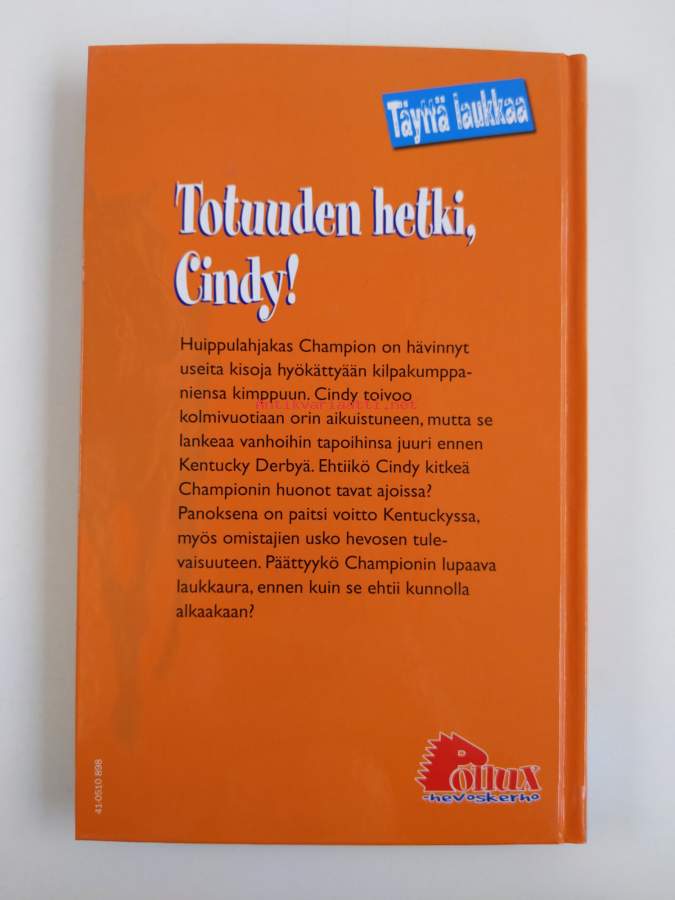 Täyttä laukkaa
Totuuden hetki,
Cindy!
Huippulahjakas Champion on hävinnyt
useita kisoja hyökättyään kilpakumppa-
niensa kimppuun. Cindy toivoo
Antikvariaatti.net
kolmivuotiaan orin aikuistuneen, mutta se
lankeaa vanhoihin tapoihinsa juuri ennen
Kentucky Derbyä. Ehtiikö Cindy kitkeä
Championin huonot tavat ajoissa?
Panoksena on paitsi voitto Kentuckyssa,
myös omistajien usko hevosen tule-
vaisuuteen. Päättyykö Championin lupaava
laukkaura, ennen kuin se ehtii kunnolla
alkaakaan?
Pollux
-hevoskerho
41-0510 898